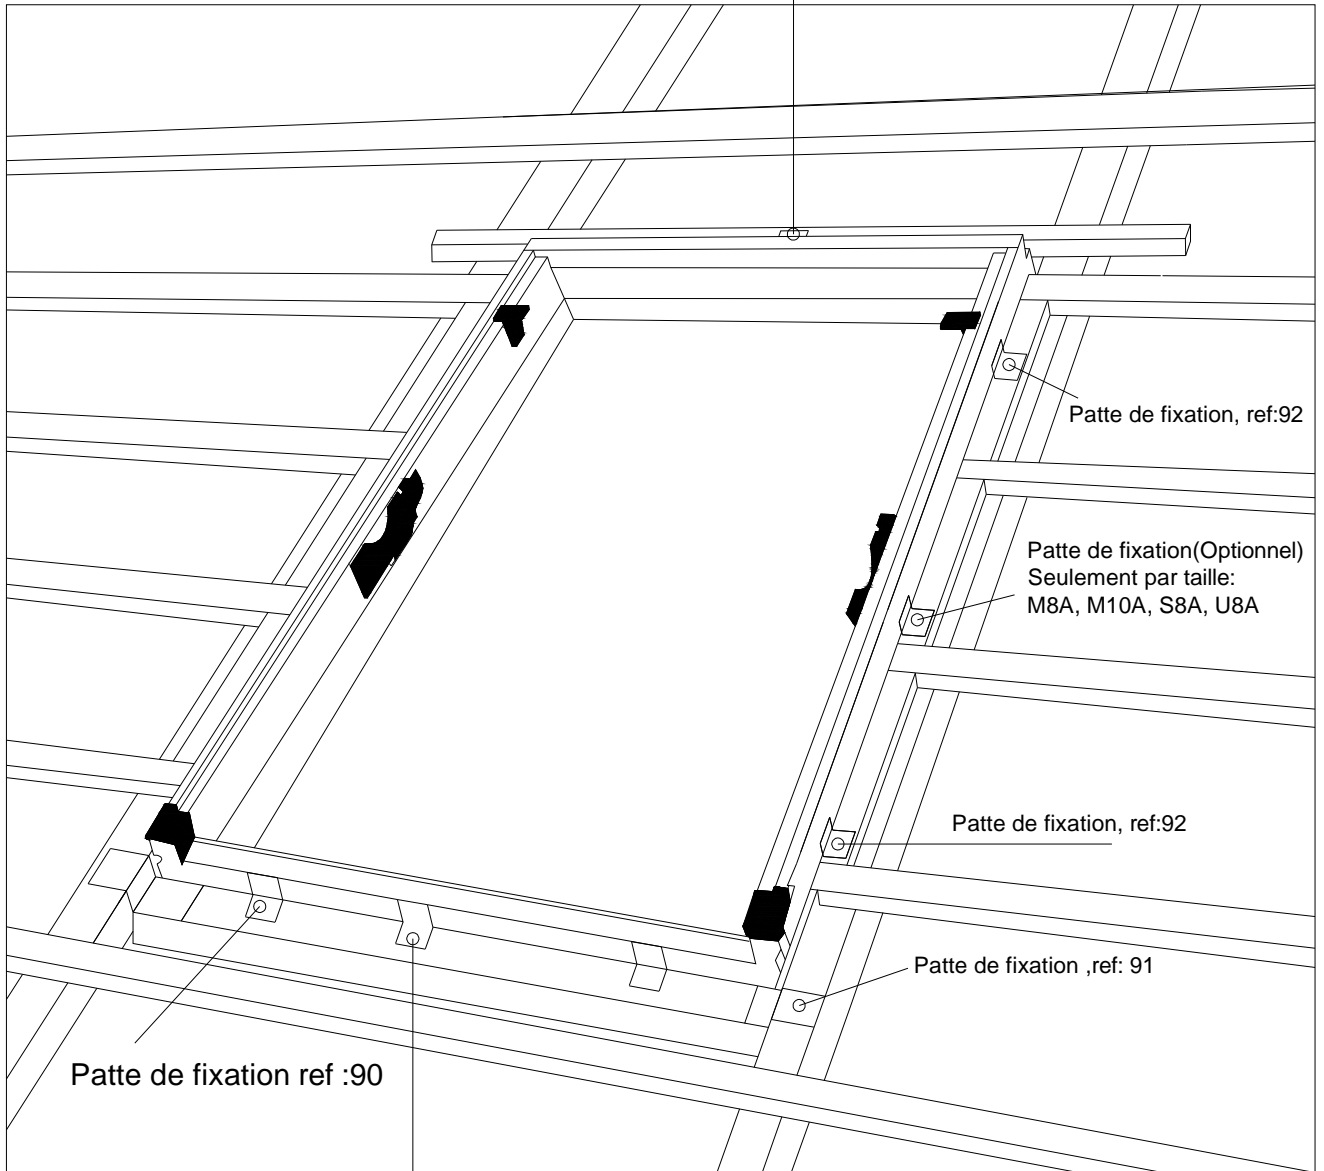 Patte de fixation, ref:92
Patte de fixation(Optionnel)
Seulement par taille:
M8A, M10A, S8A, U8A
Patte de fixation, ref:92
Patte de fixation ,ref: 91
Patte de fixation ref :90